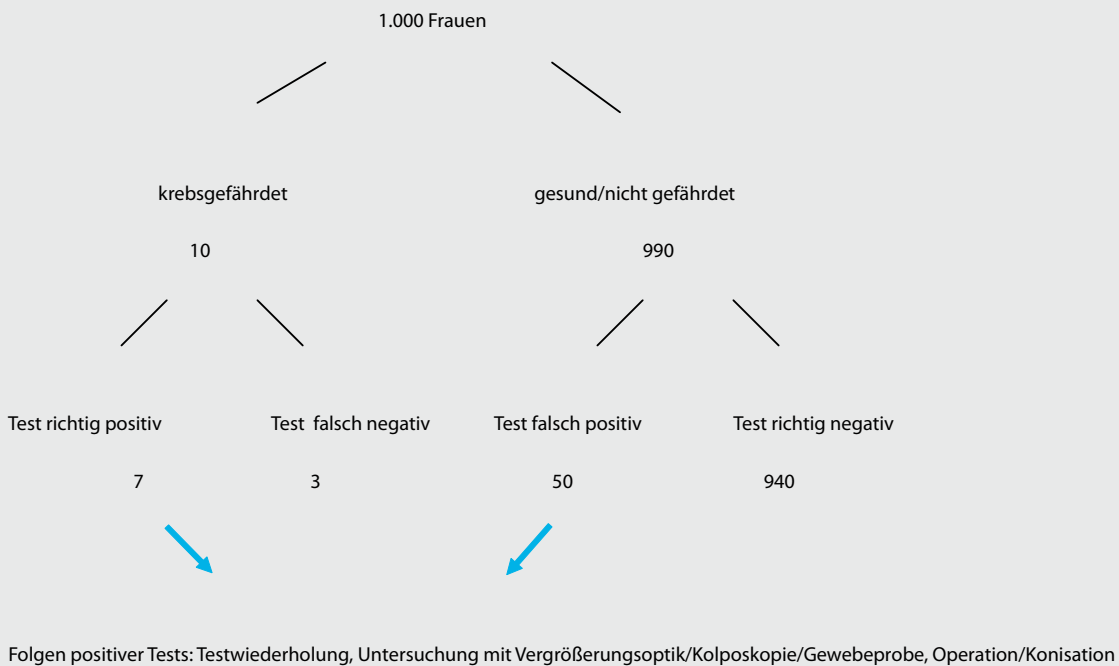 1.000 Frauen
krebsgefährdet gesund/nicht gefährdet
10 990
Test richtig positiv Test falsch negativ Test falsch positiv Test richtig negativ
7 3 50 940
Folgen positiver Tests: Testwiederholung, Untersuchung mit Vergrößerungsoptik/Kolposkopie/Gewebeprobe, Operation/Konisation